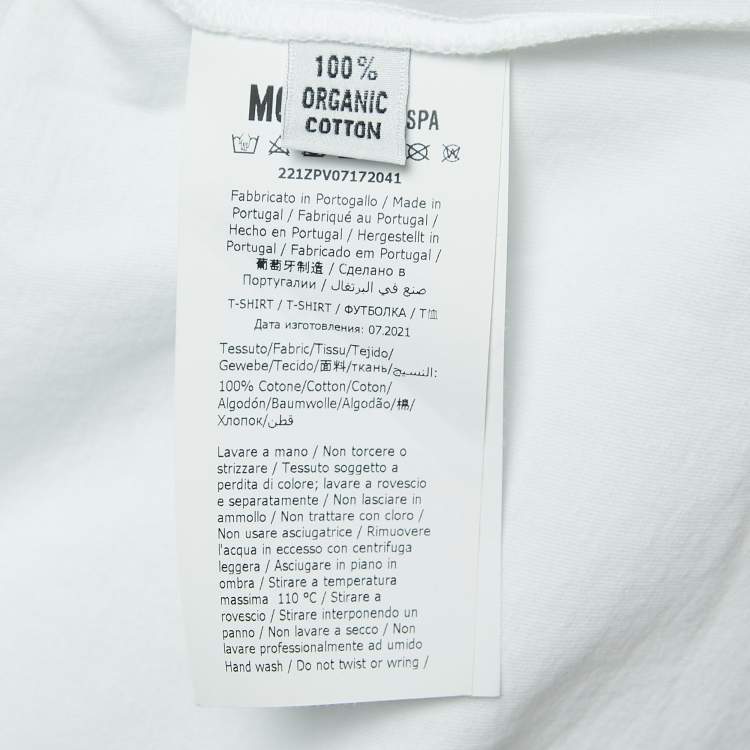 100%
ORGANIC
COTTON
SPA
221ZPV07172041
Fabbricato in Portogallo / Made in
Portugal / Fabriqué au Portugal /
Hecho en Portugal / Hergestellt in
Portugal / Fabricado em Portugal /
葡萄牙制造 / Сделано в
Португалии / صنع في البرتغال
T-SHIRT / T-SHIRT / ФУТБОЛКА / T恤
Дата изготовления: 07.2021
Tessuto/Fabric/Tissu/Tejido/
Gewebe/Tecido/面料/ткань/النسيج:
100% Cotone/Cotton/Coton/
Algodón/Baumwolle/Algodão/棉/
Хлопок/قطن
Lavare a mano / Non torcere o
strizzare / Tessuto soggetto a
perdita di colore; lavare a rovescio
e separatamente / Non lasciare in
ammollo / Non trattare con cloro /
Non usare asciugatrice / Rimuovere
l'acqua in eccesso con centrifuga
leggera / Asciugare in piano in
ombra / Stirare a temperatura
massima 110 °C / Stirare a
rovescio / Stirare interponendo un
panno / Non lavare a secco / Non
lavare professionalmente ad umido
Hand wash / Do not twist or wring /